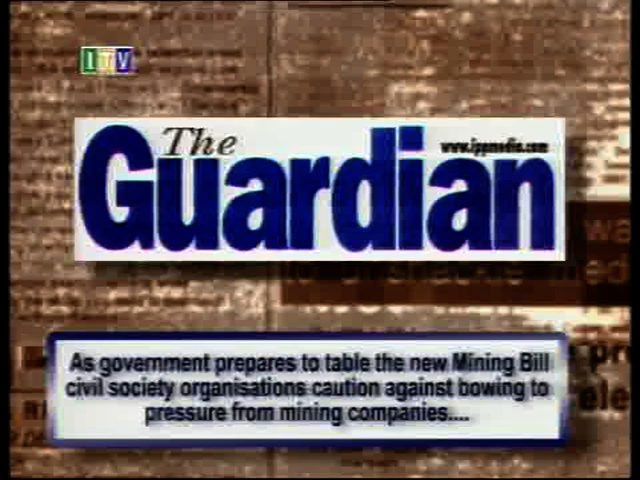 ITV
The
www.ippmedia.com
Guardian
As government prepares to table the new Mining Bill
civil society organisations caution against bowing to
pressure from mining companies....